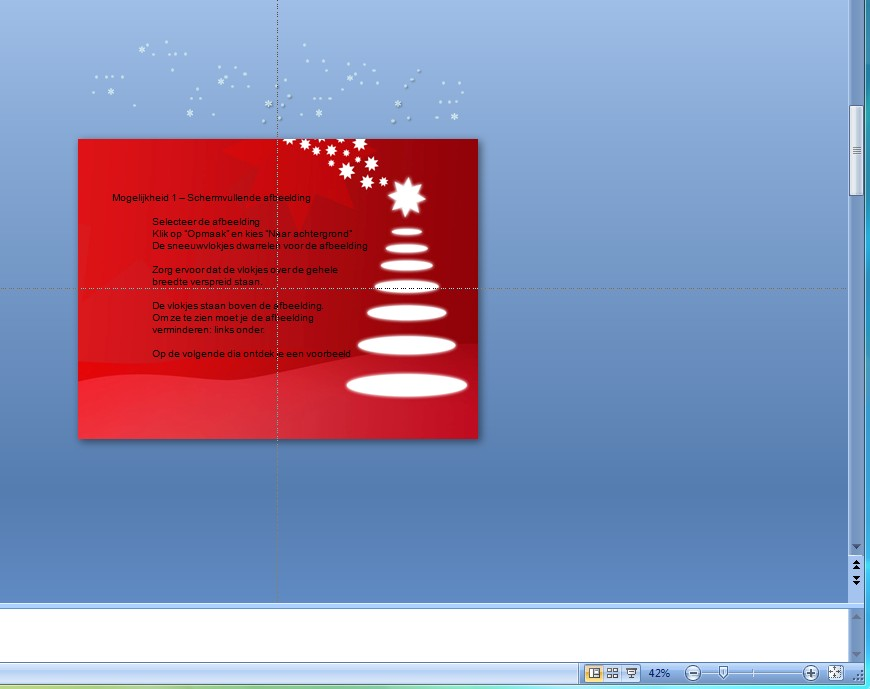 Mogelijkheid 1 – Schermvullende afbeelding
Selecteer de afbeelding
Klik op "Opmaak" en kies "Naar achtergrond"
De sneeuwvlokjes dwarrelen voor de afbeelding
Zorg ervoor dat de vlokjes over de gehele
breedte verspreid staan.
De vlokjes staan boven de afbeelding.
Om ze te zien moet je de afbeelding
verminderen: links onder.
Op de volgende dia ontdek je een voorbeeld
42%